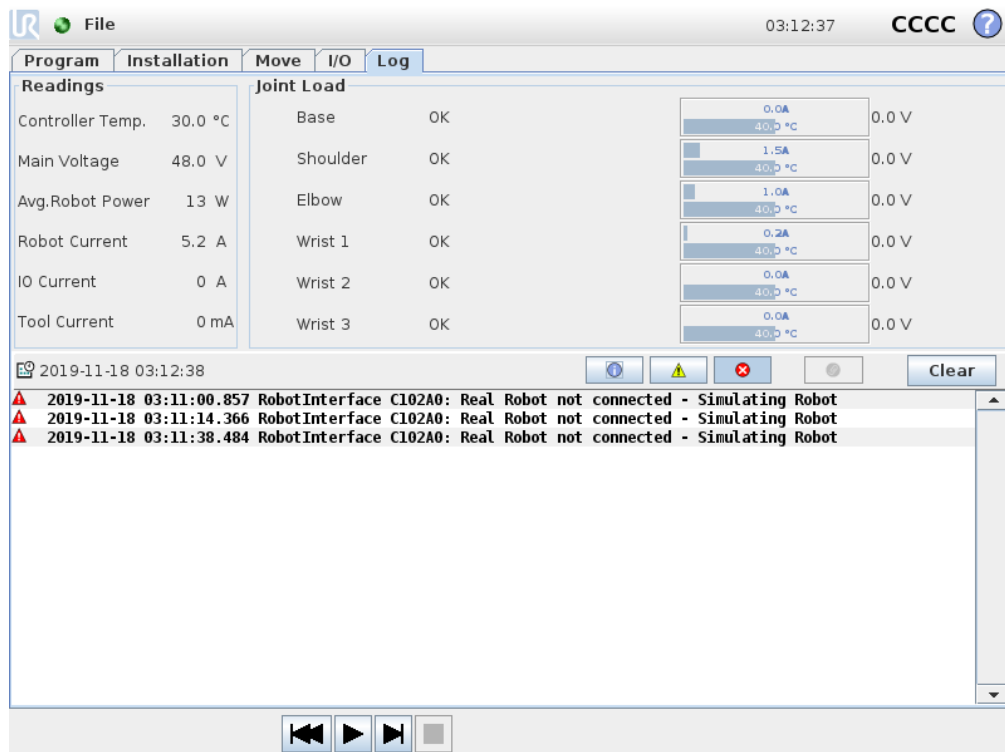 UR File 03:12:37 CCCC ?
Program Installation Move I/O Log
Readings
Controller Temp. 30.0 °C
Main Voltage 48.0 V
Avg.Robot Power 13 W
Robot Current 5.2 A
IO Current 0 A
Tool Current 0 mA
Joint Load
Base OK 0.0A 40.0 °C 0.0 V
Shoulder OK 1.5A 40.0 °C 0.0 V
Elbow OK 1.0A 40.0 °C 0.0 V
Wrist 1 OK 0.2A 40.0 °C 0.0 V
Wrist 2 OK 0.0A 40.0 °C 0.0 V
Wrist 3 OK 0.0A 40.0 °C 0.0 V
2019-11-18 03:12:38 Clear
2019-11-18 03:11:00.857 RobotInterface C102A0: Real Robot not connected - Simulating Robot
2019-11-18 03:11:14.366 RobotInterface C102A0: Real Robot not connected - Simulating Robot
2019-11-18 03:11:38.484 RobotInterface C102A0: Real Robot not connected - Simulating Robot